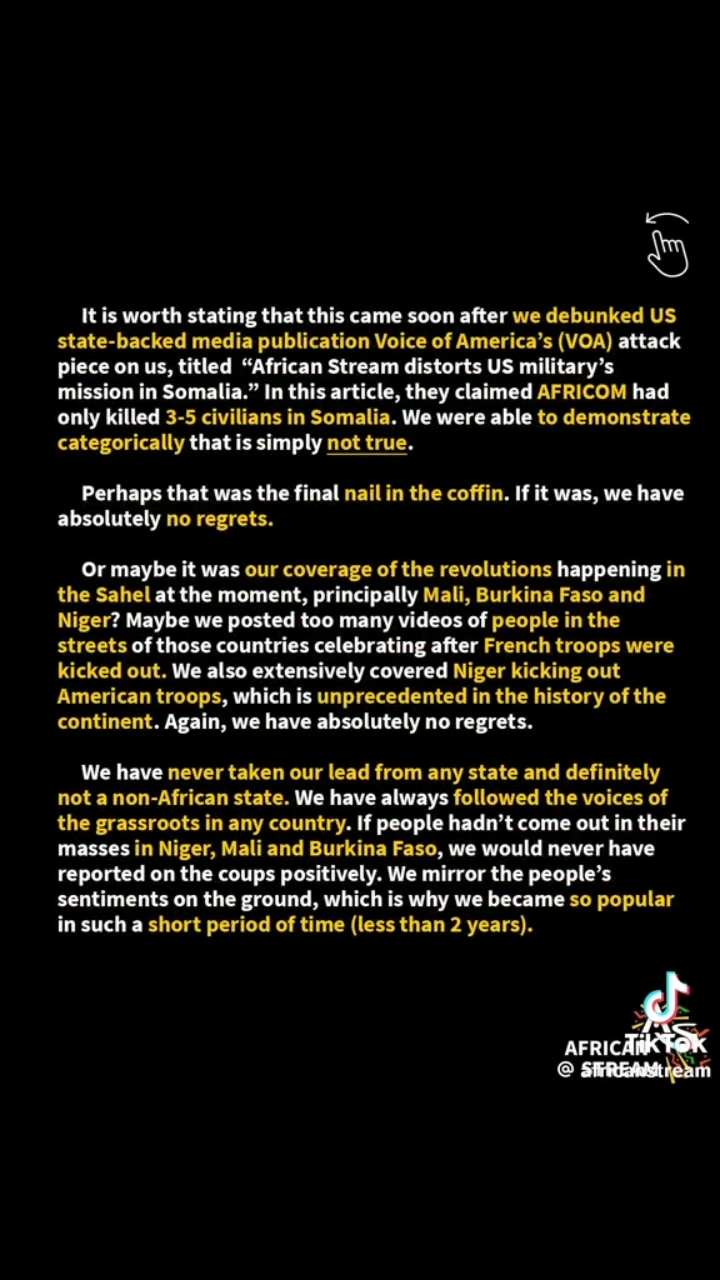 It is worth stating that this came soon after we debunked US
state-backed media publication Voice of America's (VOA) attack
piece on us, titled “African Stream distorts US military's
mission in Somalia.” In this article, they claimed AFRICOM had
only killed 3-5 civilians in Somalia. We were able to demonstrate
categorically that is simply not true.
Perhaps that was the final nail in the coffin. If it was, we have
absolutely no regrets.
Or maybe it was our coverage of the revolutions happening in
the Sahel at the moment, principally Mali, Burkina Faso and
Niger? Maybe we posted too many videos of people in the
streets of those countries celebrating after French troops were
kicked out. We also extensively covered Niger kicking out
American troops, which is unprecedented in the history of the
continent. Again, we have absolutely no regrets.
We have never taken our lead from any state and definitely
not a non-African state. We have always followed the voices of
the grassroots in any country. If people hadn't come out in their
masses in Niger, Mali and Burkina Faso, we would never have
reported on the coups positively. We mirror the people's
sentiments on the ground, which is why we became so popular
in such a short period of time (less than 2 years).
AS
TikTok
AFRICAN
STREAM
@africanstream